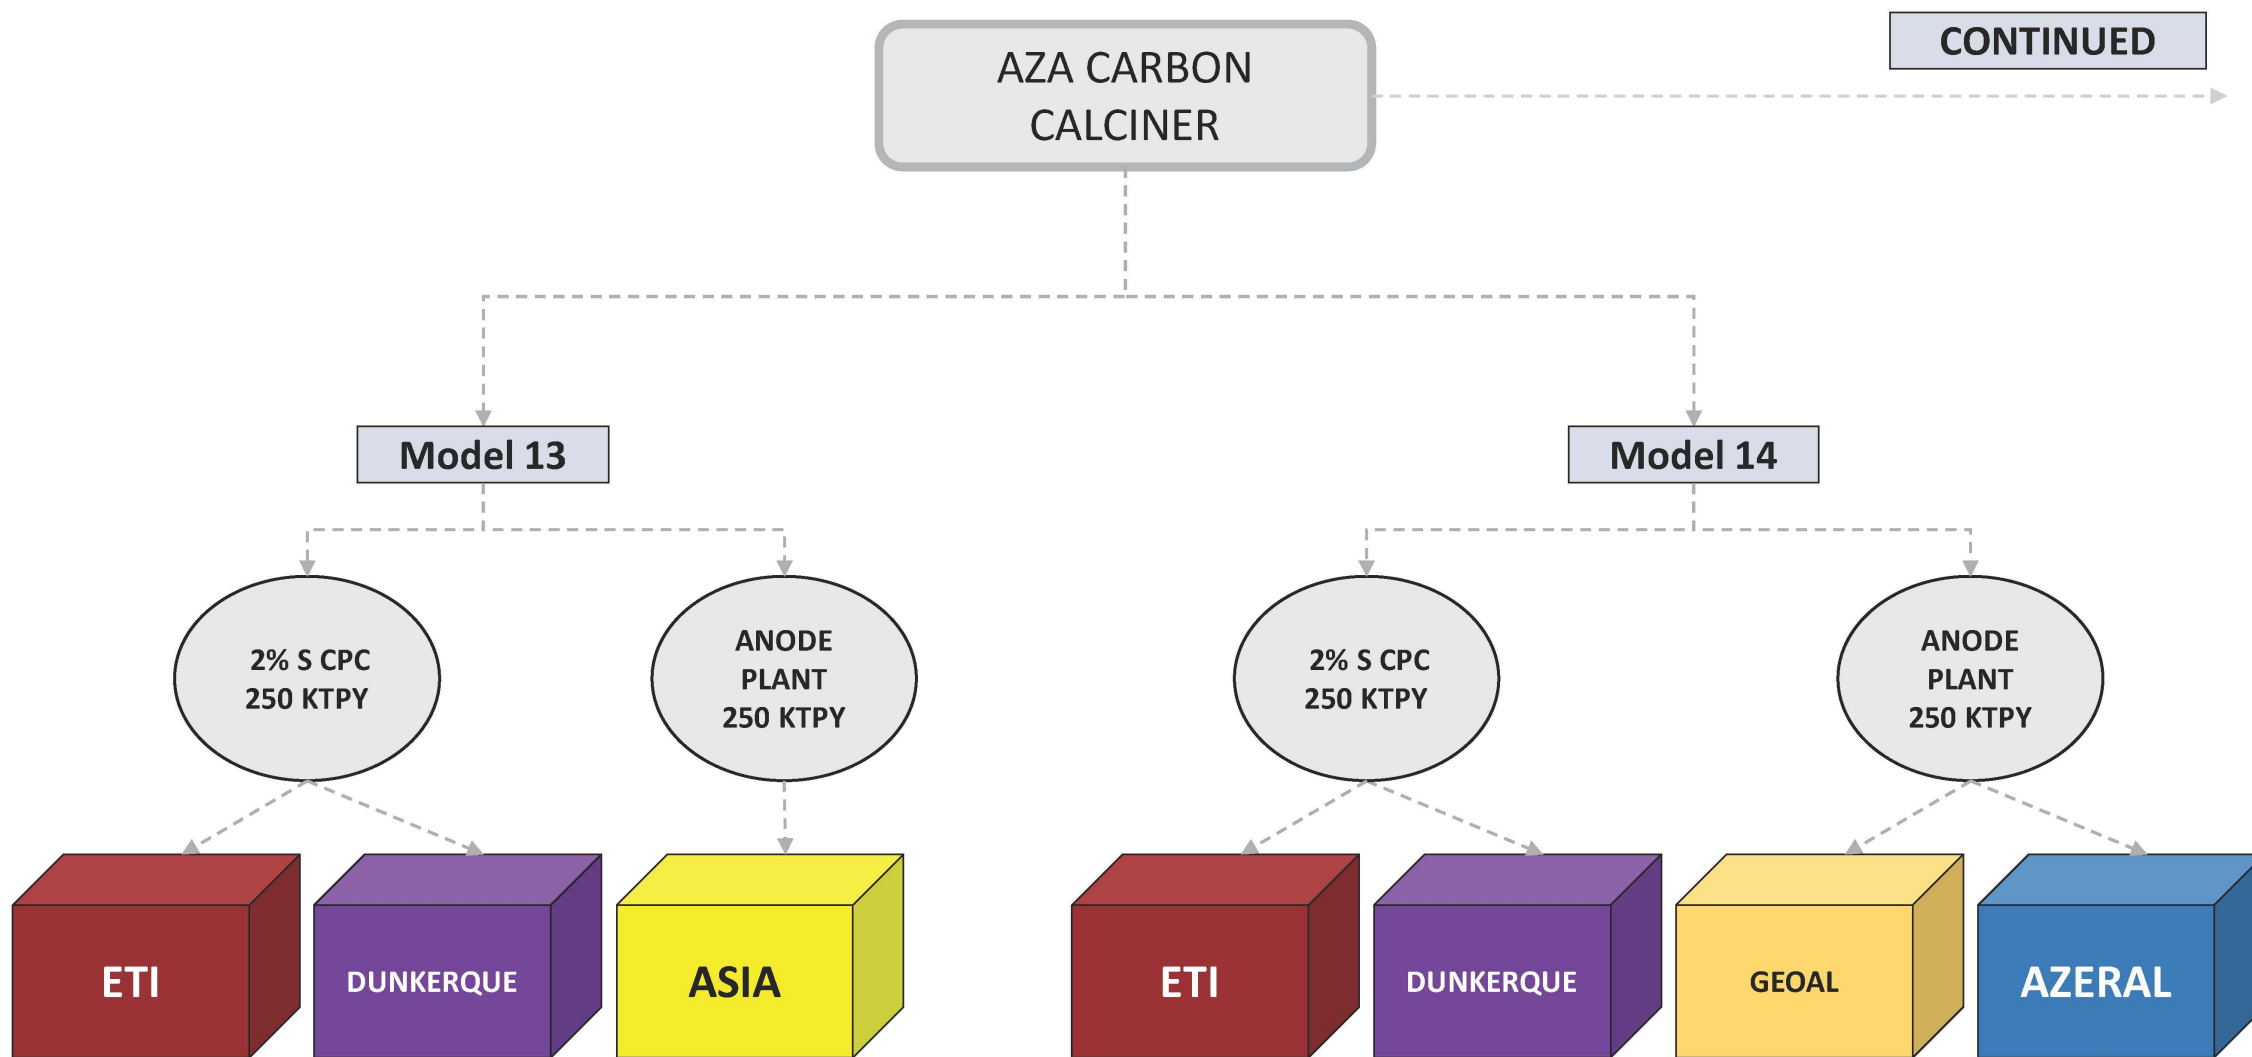 CONTINUED
AZA CARBON
CALCINER
Model 13
Model 14
2% S CPC
250 KTPY
ANODE
PLANT
250 KTPY
2% S CPC
250 KTPY
ANODE
PLANT
250 KTPY
ETI
DUNKERQUE
ASIA
ETI
DUNKERQUE
GEOAL
AZERAL